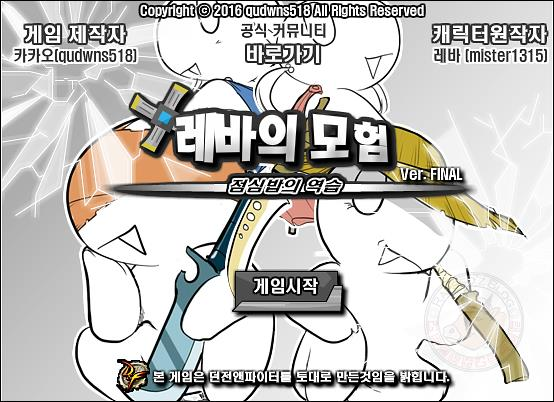 Copyright ⓒ 2016 qudwns518 All Rights Reserved
게임 제작자
카카오(qudwns518)
공식 커뮤니티
바로가기
캐릭터원작자
레바 (mister1315)
레바의 모험
Ver. FINAL
점심밥의 역습
게임시작
본 게임은 던전앤파이터를 토대로 만든것임을 밝힙니다.